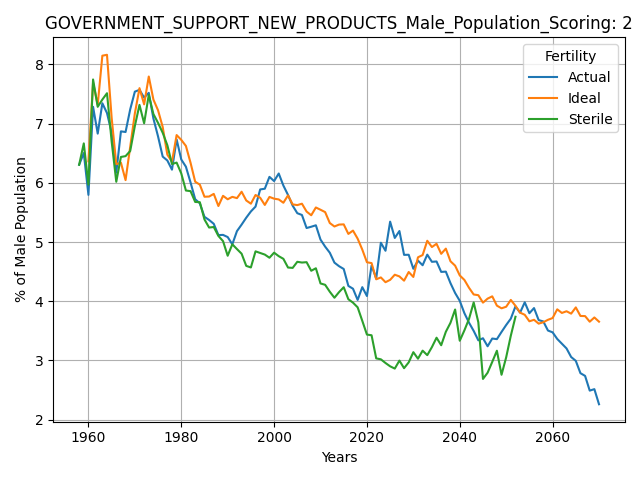 GOVERNMENT_SUPPORT_NEW_PRODUCTS_Male_Population_Scoring: 2
Fertility
Actual
Ideal
Sterile
% of Male Population
8
7
6
5
4
3
2
1960 1980 2000 2020 2040 2060
Years